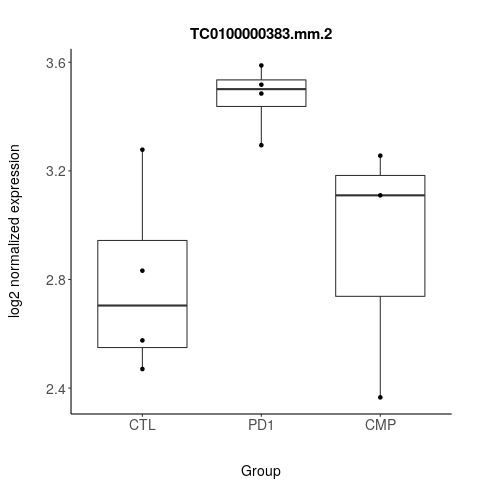 TC0100000383.mm.2
log2 normalized expression
3.6
3.2
2.8
2.4
CTL
PD1
CMP
Group